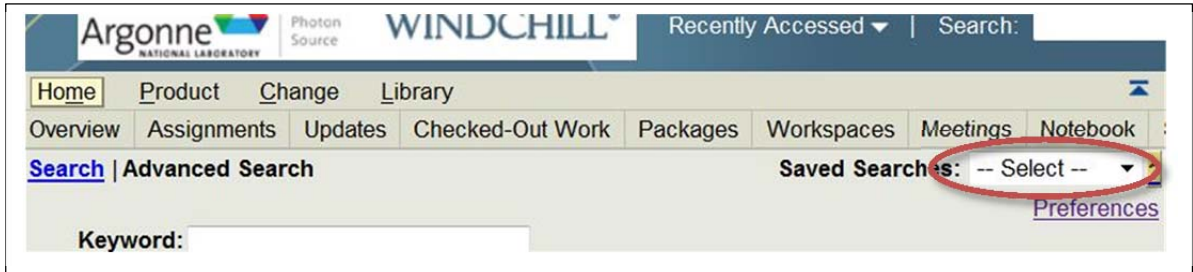 Argonne
NATIONAL LABORATORY
Photon
Source
WINDCHILL
Recently Accessed | Search:
Home Product Change Library
Overview Assignments Updates Checked-Out Work Packages Workspaces Meetings Notebook
Search | Advanced Search Saved Searches: -- Select --
Preferences
Keyword: